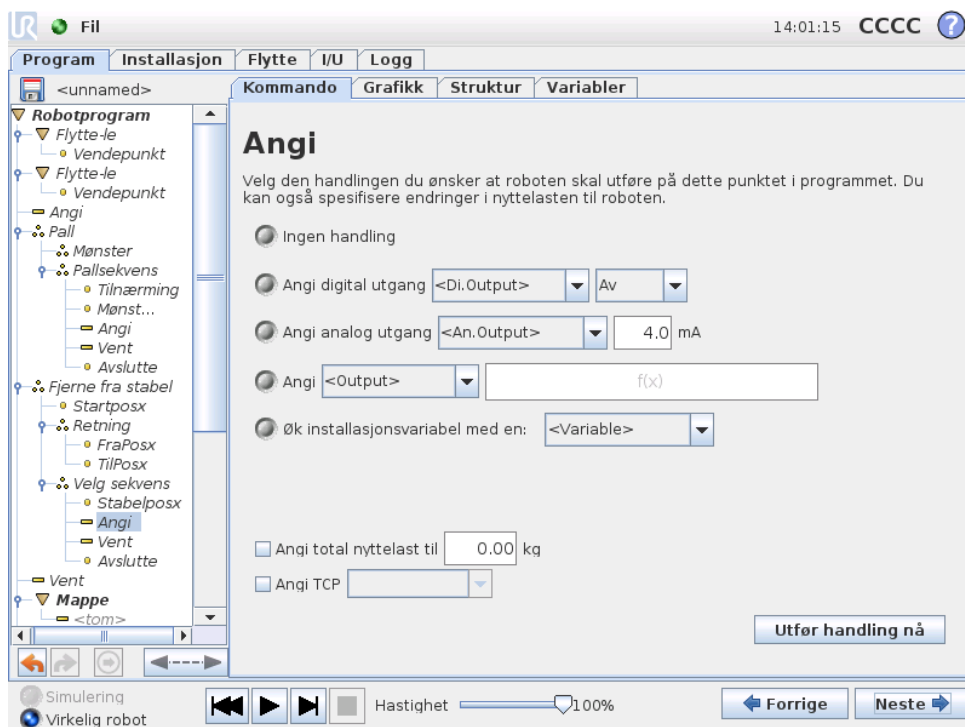 UR Fil 14:01:15 CCCC ?
Program Installasjon Flytte I/U Logg
<unnamed>
Kommando Grafikk Struktur Variabler
Robotprogram
Flytte-le
Vendepunkt
Flytte-le
Vendepunkt
Angi
Pall
Mønster
Pallsekvens
Tilnærming
Mønst...
Angi
Vent
Avslutte
Fjerne fra stabel
Startposx
Retning
FraPosx
TilPosx
Velg sekvens
Stabelposx
Angi
Vent
Avslutte
Vent
Mappe
<tom>
Angi
Velg den handlingen du ønsker at roboten skal utføre på dette punktet i programmet. Du
kan også spesifisere endringer i nyttelasten til roboten.
Ingen handling
Angi digital utgang <Di.Output> Av
Angi analog utgang <An.Output> 4.0 mA
Angi <Output> f(x)
Øk installasjonsvariabel med en: <Variable>
Angi total nyttelast til 0.00 kg
Angi TCP
Utfør handling nå
Simulering
Virkelig robot
Hastighet 100%
Forrige Neste